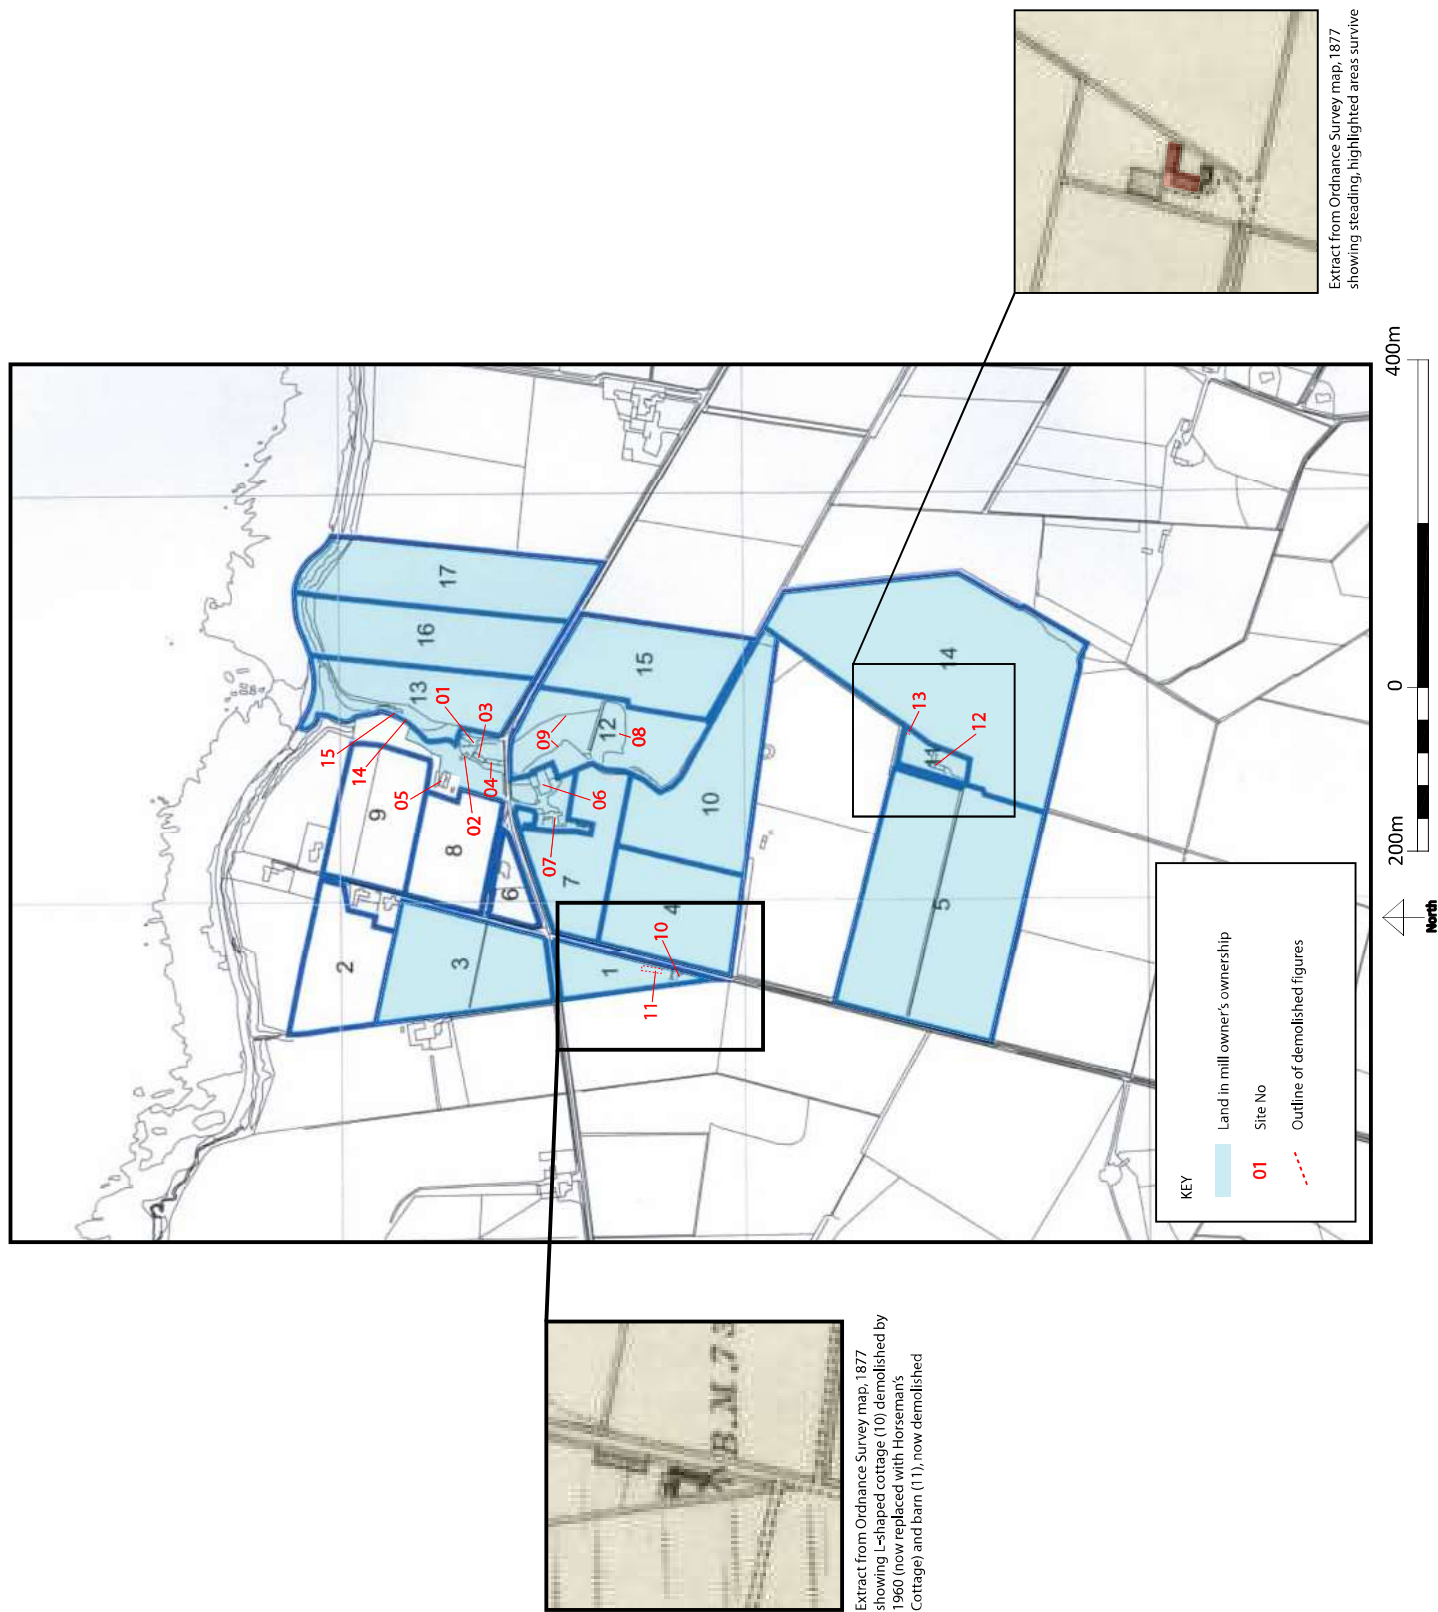 Extract from Ordnance Survey map, 1877
showing steading, highlighted areas survive
17
16
13
01
03
15
14
02
04
05
9
8
6
2
3
15
09
12
08
06
07
10
7
4
1
10
11
14
13
11
12
5
B.M.73
Extract from Ordnance Survey map, 1877
showing L-shaped cottage (10) demolished by
1960 (now replaced with Horseman's
Cottage) and barn (11), now demolished
KEY
Land in mill owner's ownership
01
Site No
Outline of demolished figures
200m
0
400m
North